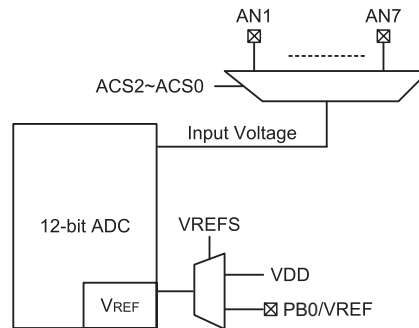 AN1 AN7
ACS2~ACS0
Input Voltage
12-bit ADC
VREFS
VDD
VREF
PB0/VREF